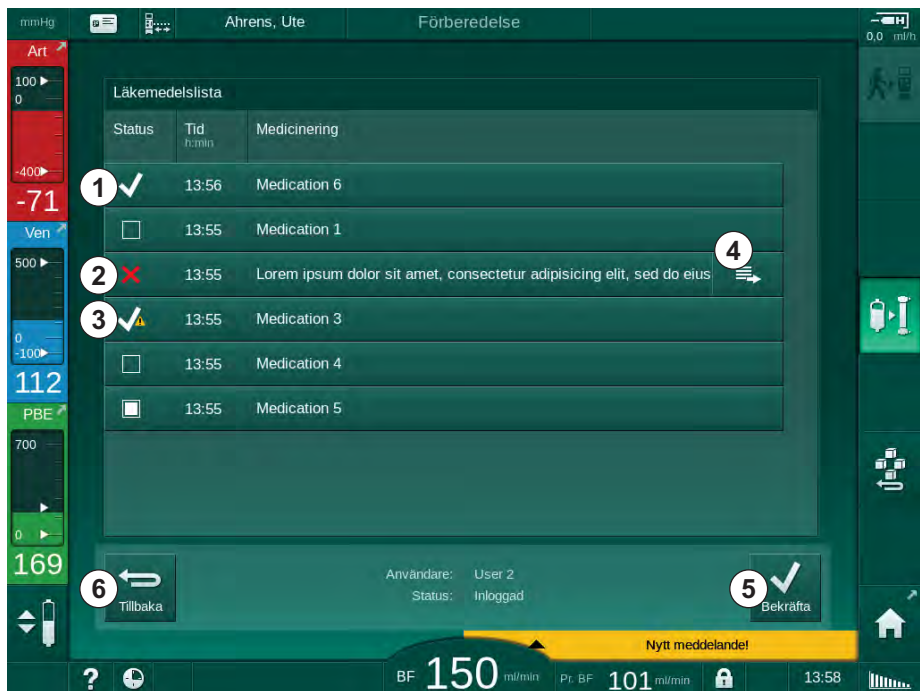 mmHg
Ahrens, Ute
Förberedelse
0,0 ml/h
Art
100
0
-400
-71
Ven
500
0
-100
112
PBE
700
0
169
Läkemedelslista
Status Tid Medicinering
h:min
1 13:56 Medication 6
13:55 Medication 1
4
2 13:55 Lorem ipsum dolor sit amet, consectetur adipisicing elit, sed do eius
3 13:55 Medication 3
13:55 Medication 4
13:55 Medication 5
6
Tillbaka
Användare: User 2
Status: Inloggad
5
Bekräfta
Nytt meddelande!
? BF 150 ml/min Pr. BF 101 ml/min 13:58